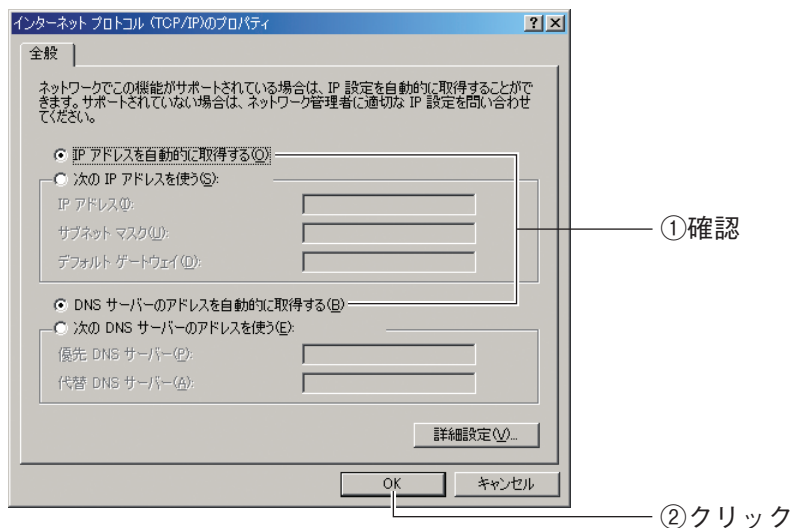 インターネット プロトコル (TCP/IP)のプロパティ
全般
ネットワークでこの機能がサポートされている場合は、IP 設定を自動的に取得することがで
きます。サポートされていない場合は、ネットワーク管理者に適切な IP 設定を問い合わせ
てください。
IP アドレスを自動的に取得する(O)
次の IP アドレスを使う(S):
IP アドレス(I):
サブネット マスク(U):
デフォルト ゲートウェイ(D):
①確認
DNS サーバーのアドレスを自動的に取得する(B)
次の DNS サーバーのアドレスを使う(E):
優先 DNS サーバー(P):
代替 DNS サーバー(A):
詳細設定(V)...
OK
キャンセル
②クリック